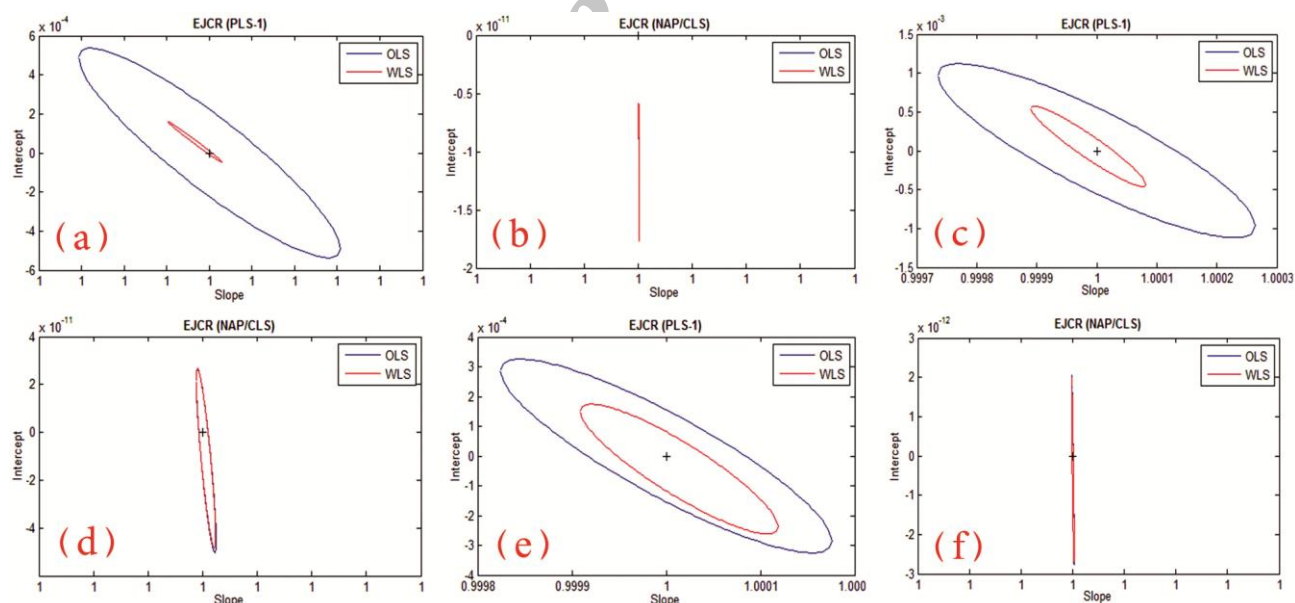 x 10⁻⁴ EJCR (PLS-1)
6
4
2
0
-2
-4
-6
Intercept
OLS
WLS
(a)
1 1 1 1 1 1 1 1 1 1
Slope
x 10⁻¹¹ EJCR (NAP/CLS)
0
-0.5
-1
-1.5
-2
Intercept
OLS
WLS
(b)
1 1 1 1 1 1 1 1
Slope
x 10⁻³ EJCR (PLS-1)
1.5
1
0.5
0
-0.5
-1
-1.5
Intercept
OLS
WLS
(c)
0.9997 0.9998 0.9999 1 1.0001 1.0002 1.0003
Slope
x 10⁻¹¹ EJCR (NAP/CLS)
4
2
0
-2
-4
Intercept
OLS
WLS
(d)
1 1 1 1 1 1 1 1
Slope
x 10⁻⁴ EJCR (PLS-1)
4
3
2
1
0
-1
-2
-3
-4
Intercept
OLS
WLS
(e)
0.9998 0.9999 1 1.0001 1.000
Slope
x 10⁻¹² EJCR (NAP/CLS)
3
2
1
0
-1
-2
-3
Intercept
OLS
WLS
(f)
1 1 1 1 1 1 1 1
Slope